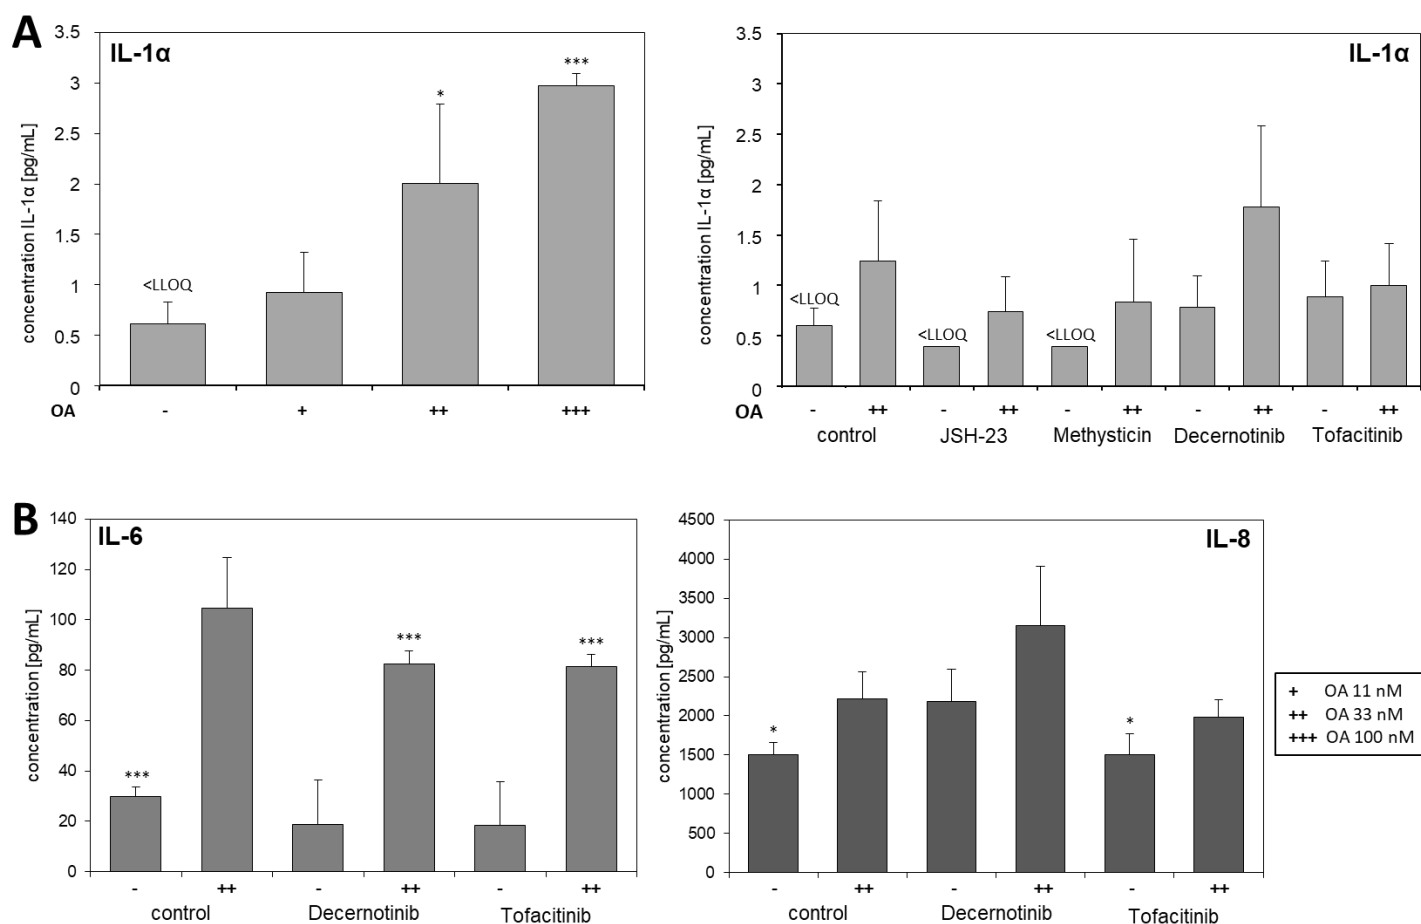 A
IL-1α
3.5
3
2.5
2
1.5
1
0.5
0
concentration IL-1α [pg/mL]
<LLOQ
*
***
OA - + ++ +++
IL-1α
3.5
3
2.5
2
1.5
1
0.5
0
concentration IL-1α [pg/mL]
<LLOQ
<LLOQ
<LLOQ
OA - ++ - ++ - ++ - ++ - ++
control JSH-23 Methysticin Decernotinib Tofacitinib
B
IL-6
140
120
100
80
60
40
20
0
concentration [pg/mL]
***
***
***
- ++ - ++ - ++
control Decernotinib Tofacitinib
IL-8
4500
4000
3500
3000
2500
2000
1500
1000
500
0
concentration [pg/mL]
*
*
- ++ - ++ - ++
control Decernotinib Tofacitinib
+ OA 11 nM
++ OA 33 nM
+++ OA 100 nM